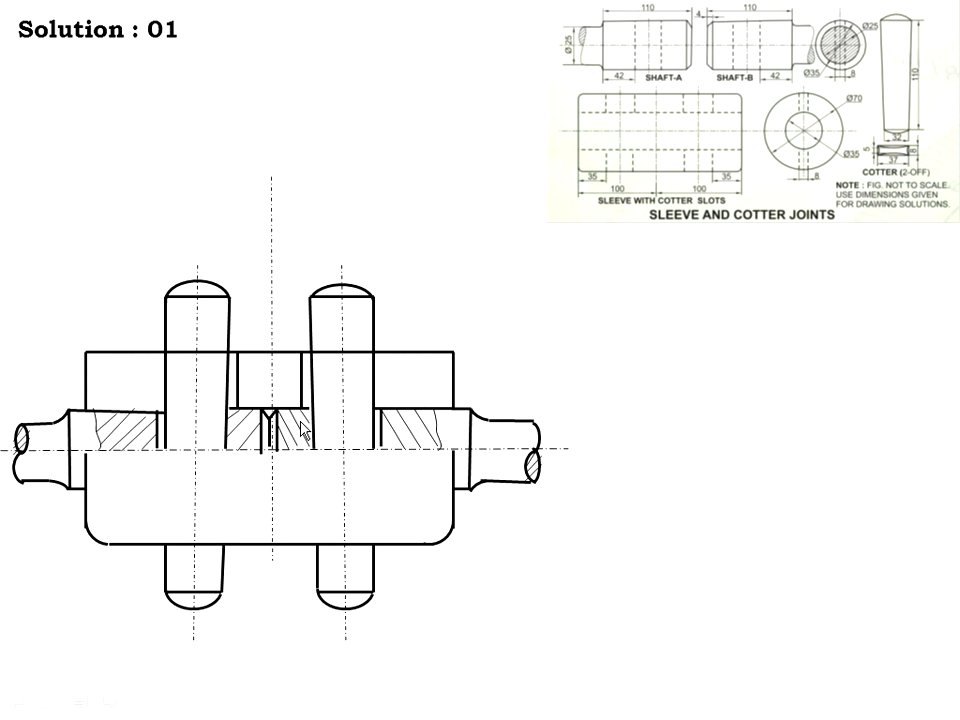 Solution : 01
110
4
110
Ø25
Ø25
42
SHAFT-A
SHAFT-B
42
Ø35
8
110
Ø70
32
Ø35
5
8
37
35
35
8
100
100
COTTER (2-OFF)
SLEEVE WITH COTTER SLOTS
NOTE : FIG. NOT TO SCALE.
USE DIMENSIONS GIVEN
FOR DRAWING SOLUTIONS.
SLEEVE AND COTTER JOINTS